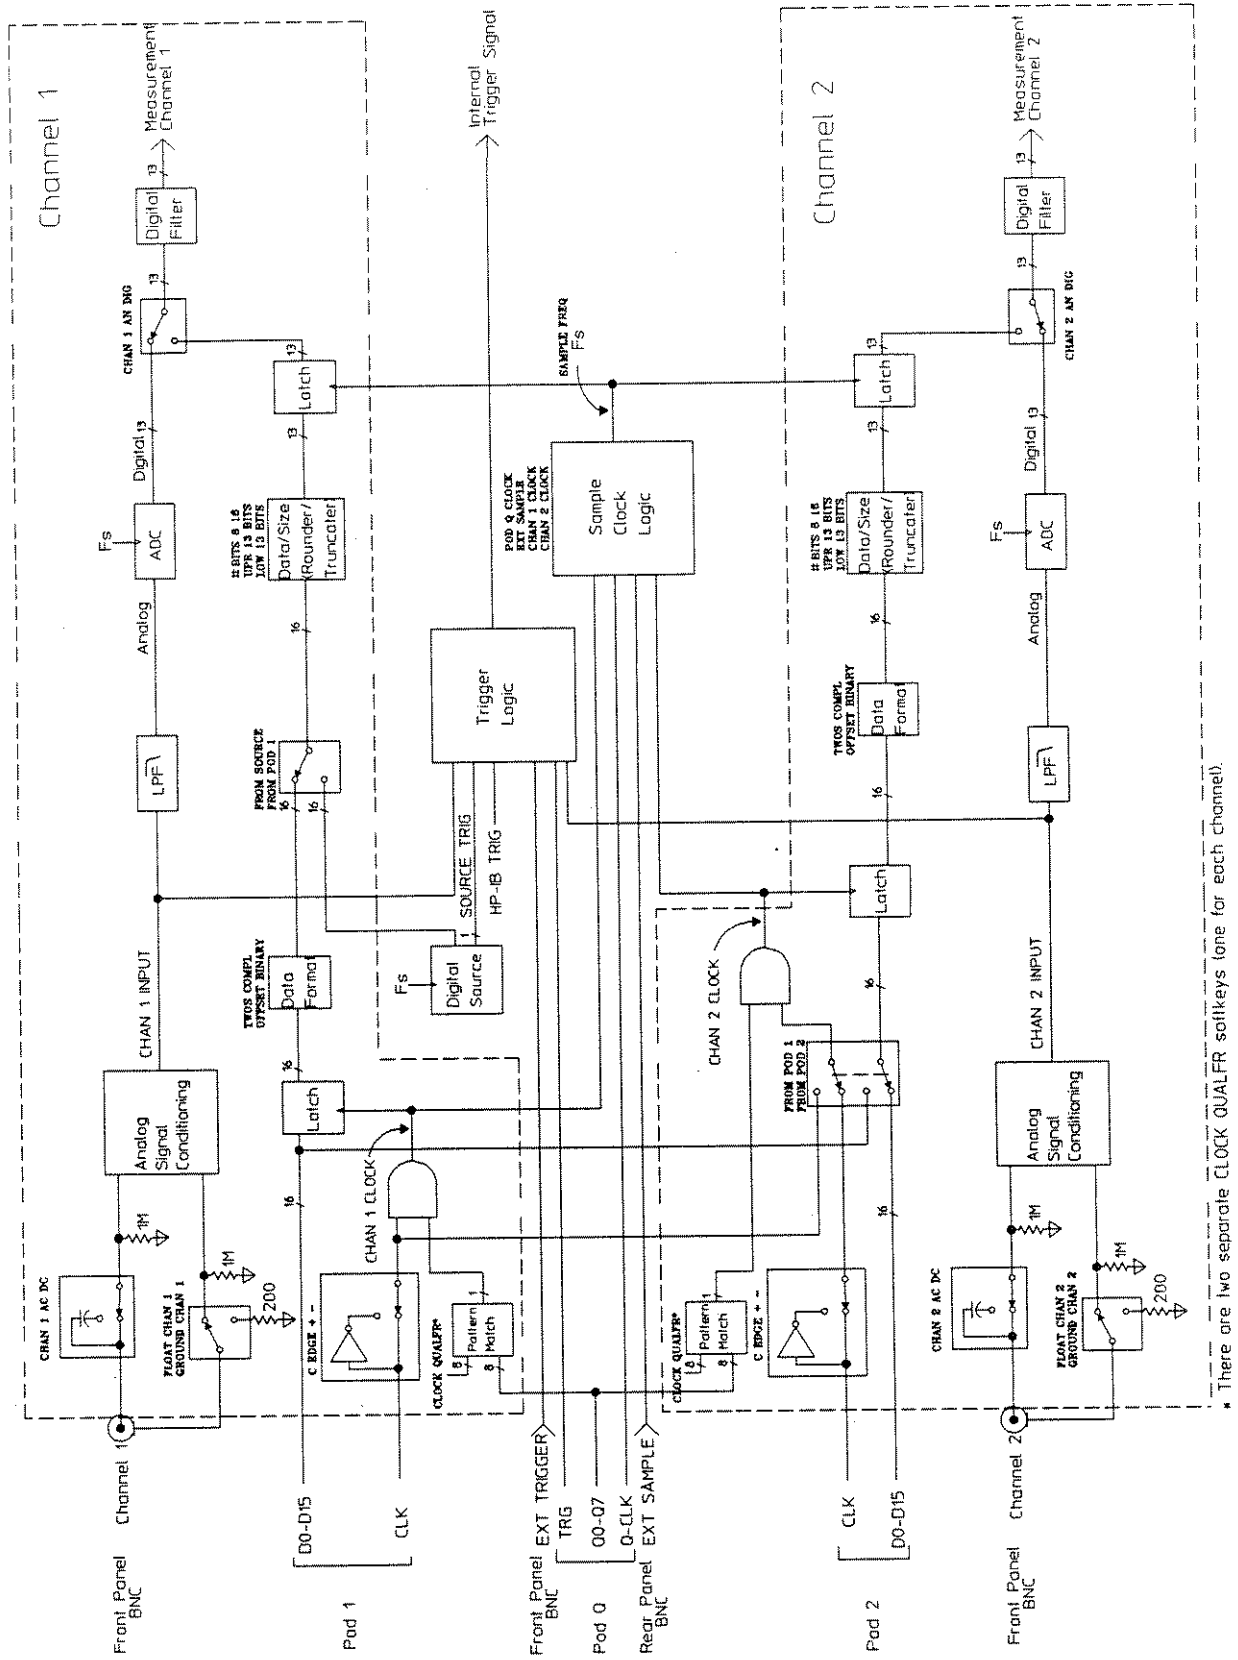 Channel 1
Front Panel
BNC
Channel 1
CHAN 1 AC DC
1M
FLOAT CHAN 1
GROUND CHAN 1
1M
200
Analog
Signal
Conditioning
CHAN 1 INPUT
LPF
Analog
Fs
ADC
Digital
13
CHAN 1 AN DIG
13
Digital
Filter
13
Measurement
Channel 1
Pod 1
D0-D15
CLK
16
C EDGE + -
CLOCK QUALFR*
8
8
Pattern
Match
1
CHAN 1 CLOCK
Latch
16
TWOS COMPL
OFFSET BINARY
Data
Format
16
16
FROM SOURCE
FROM POD 1
16
# BITS 8 16
UPR 13 BITS
LOW 13 BITS
Data/Size
(Rounder/
Truncater)
13
Latch
13
Fs
Digital
Source
1
SOURCE TRIG
HP-IB TRIG
Trigger
Logic
Internal
Trigger Signal
Front Panel
BNC
EXT TRIGGER
Pod Q
TRG
Q0-Q7
Q-CLK
Rear Panel
BNC
EXT SAMPLE
POD Q CLOCK
EXT SAMPLE
CHAN 1 CLOCK
CHAN 2 CLOCK
Sample
Clock
Logic
SAMPLE FREQ
Fs
Channel 2
CLOCK QUALFR*
8
8
Pattern
Match
1
C EDGE + -
Pod 2
CLK
D0-D15
16
CHAN 2 CLOCK
FROM POD 1
FROM POD 2
16
Latch
16
TWOS COMPL
OFFSET BINARY
Data
Format
16
# BITS 8 16
UPR 13 BITS
LOW 13 BITS
Data/Size
(Rounder/
Truncater)
13
Latch
13
Front Panel
BNC
Channel 2
CHAN 2 AC DC
1M
FLOAT CHAN 2
GROUND CHAN 2
1M
200
Analog
Signal
Conditioning
CHAN 2 INPUT
LPF
Analog
Fs
ADC
Digital
13
CHAN 2 AN DIG
13
Digital
Filter
13
Measurement
Channel 2
* There are two separate CLOCK QUALFR softkeys (one for each channel).